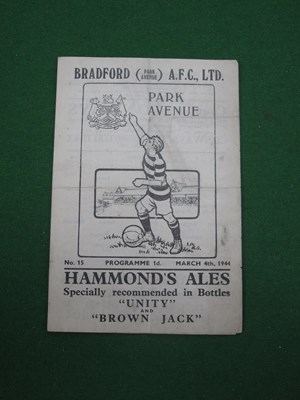 BRADFORD (PARK AVENUE) A.F.C., LTD.
PARK
AVENUE
No. 15 PROGRAMME 1d. MARCH 4th, 1944
HAMMOND'S ALES
Specially recommended in Bottles
"UNITY"
AND
"BROWN JACK"